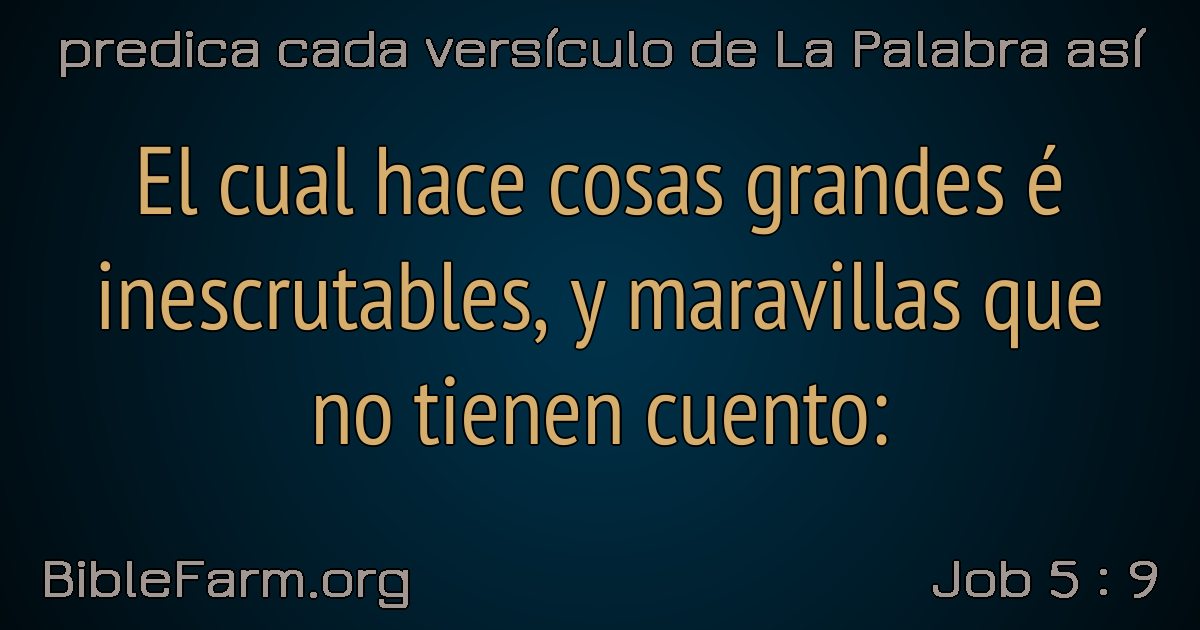 predica cada versículo de La Palabra así
El cual hace cosas grandes é
inescrutables, y maravillas que
no tienen cuento:
BibleFarm.org
Job 5 : 9